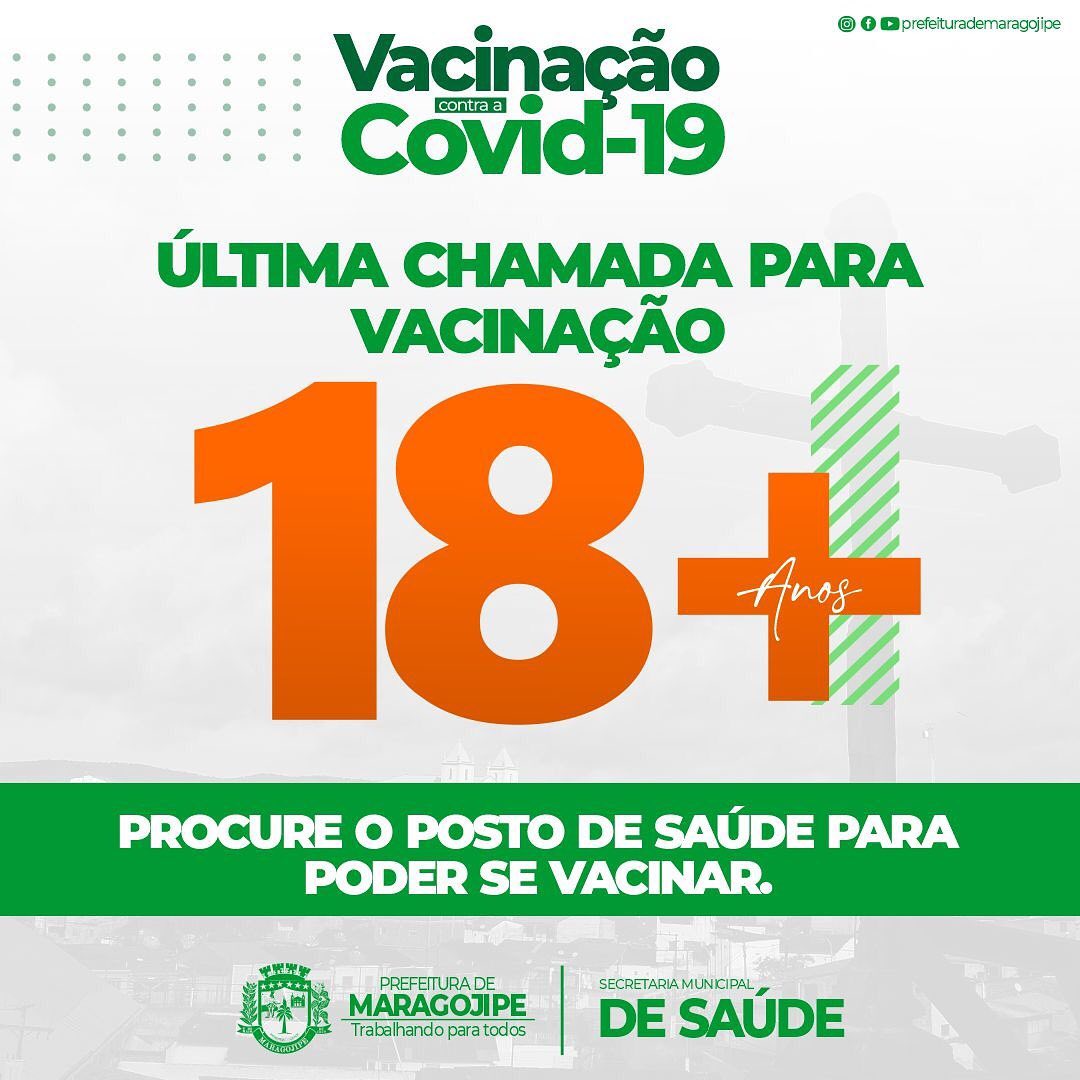 prefeiturademaragojipe
Vacinação
contra a
Covid-19
ÚLTIMA CHAMADA PARA
VACINAÇÃO
18+
Anos
PROCURE O POSTO DE SAÚDE PARA
PODER SE VACINAR.
PREFEITURA DE
MARAGOJIPE
Trabalhando para todos
MARAGOJIPE
SECRETARIA MUNICIPAL
DE SAÚDE